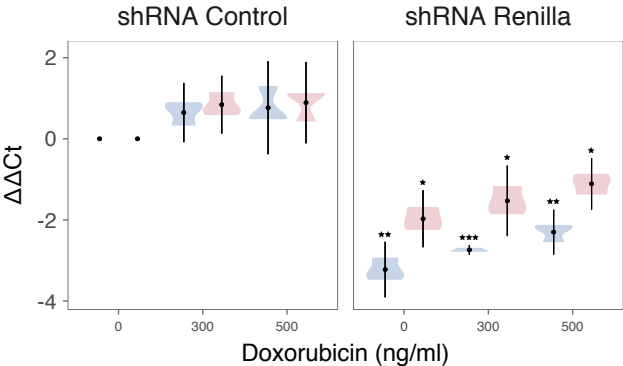 shRNA Control
shRNA Renilla
ΔΔCt
2
0
-2
-4
** * *** * ** *
0 300 500 0 300 500
Doxorubicin (ng/ml)